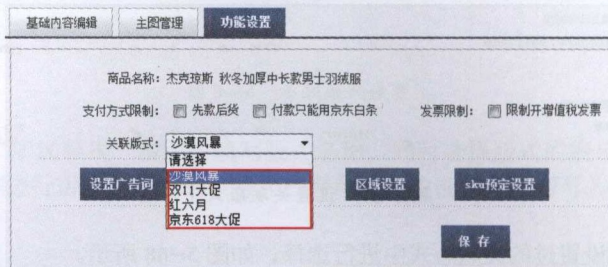 基础内容编辑 主图管理 功能设置
商品名称: 杰克琼斯 秋冬加厚中长款男士羽绒服
支付方式限制: 先款后货 付款只能用京东白条 发票限制: 限制开增值税发票
关联版式: 沙漠风暴
请选择
沙漠风暴
设置广告词 双11大促 区域设置 sku预定设置
红六月
京东618大促
保存